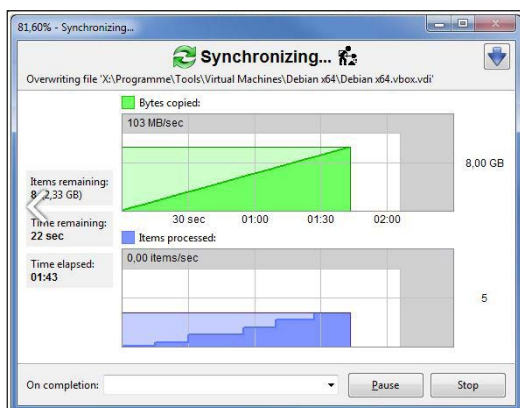 81,60% - Synchronizing...
Synchronizing...
Overwriting file 'X:\Programme\Tools\Virtual Machines\Debian x64\Debian x64.vbox.vdi'
Bytes copied:
103 MB/sec
8,00 GB
Items remaining:
8 (2,33 GB)
Time remaining:
22 sec
30 sec 01:00 01:30 02:00
Items processed:
Time elapsed:
01:43
0,00 items/sec
5
On completion:
Pause
Stop